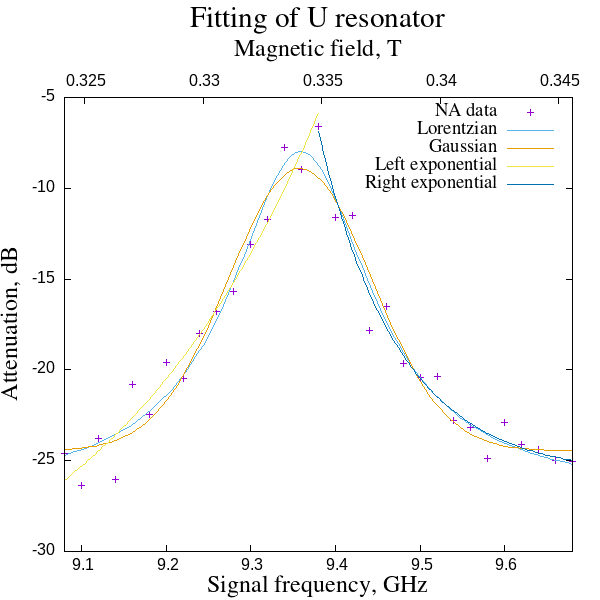 Fitting of U resonator
Magnetic field, T
0.325 0.33 0.335 0.34 0.345
-5
-10
-15
-20
-25
-30
Attenuation, dB
NA data
Lorentzian
Gaussian
Left exponential
Right exponential
9.1 9.2 9.3 9.4 9.5 9.6
Signal frequency, GHz